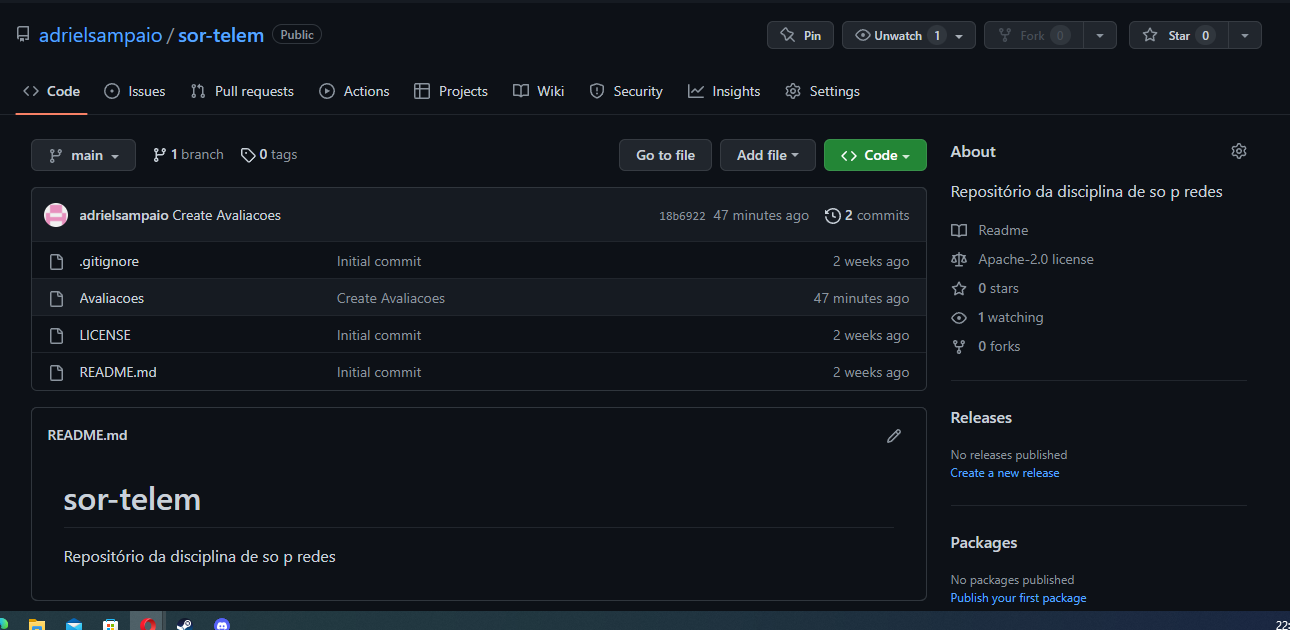 adrielsampaio / sor-telem Public
Pin Unwatch 1 Fork 0 Star 0
Code Issues Pull requests Actions Projects Wiki Security Insights Settings
main 1 branch 0 tags Go to file Add file Code
adrielsampaio Create Avaliacoes 18b6922 47 minutes ago 2 commits
.gitignore Initial commit 2 weeks ago
Avaliacoes Create Avaliacoes 47 minutes ago
LICENSE Initial commit 2 weeks ago
README.md Initial commit 2 weeks ago
README.md
sor-telem
Repositório da disciplina de so p redes
About
Repositório da disciplina de so p redes
Readme
Apache-2.0 license
0 stars
1 watching
0 forks
Releases
No releases published
Create a new release
Packages
No packages published
Publish your first package